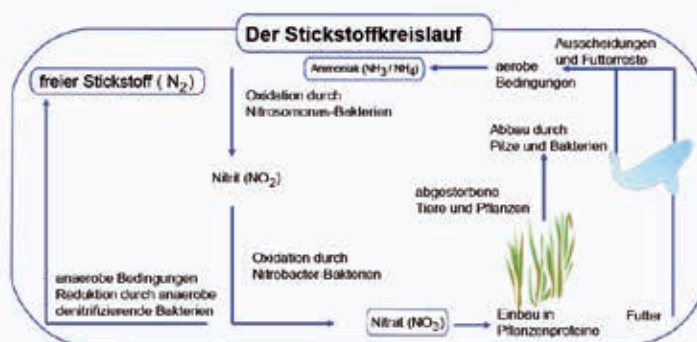 Der Stickstoffkreislauf
Ausscheidungen
und Futterreste
freier Stickstoff (N₂)
Ammoniak (NH₃/NH₄)
aerobe
Bedingungen
Oxidation durch
Nitrosomonas-Bakterien
Abbau durch
Pilze und Bakterien
Nitrit (NO₂)
abgestorbene
Tiere und Pflanzen
Oxidation durch
Nitrobacter-Bakterien
anaerobe Bedingungen
Reduktion durch anaerobe
denitrifizierende Bakterien
Nitrat (NO₃)
Einbau in
Pflanzenproteine
Futter